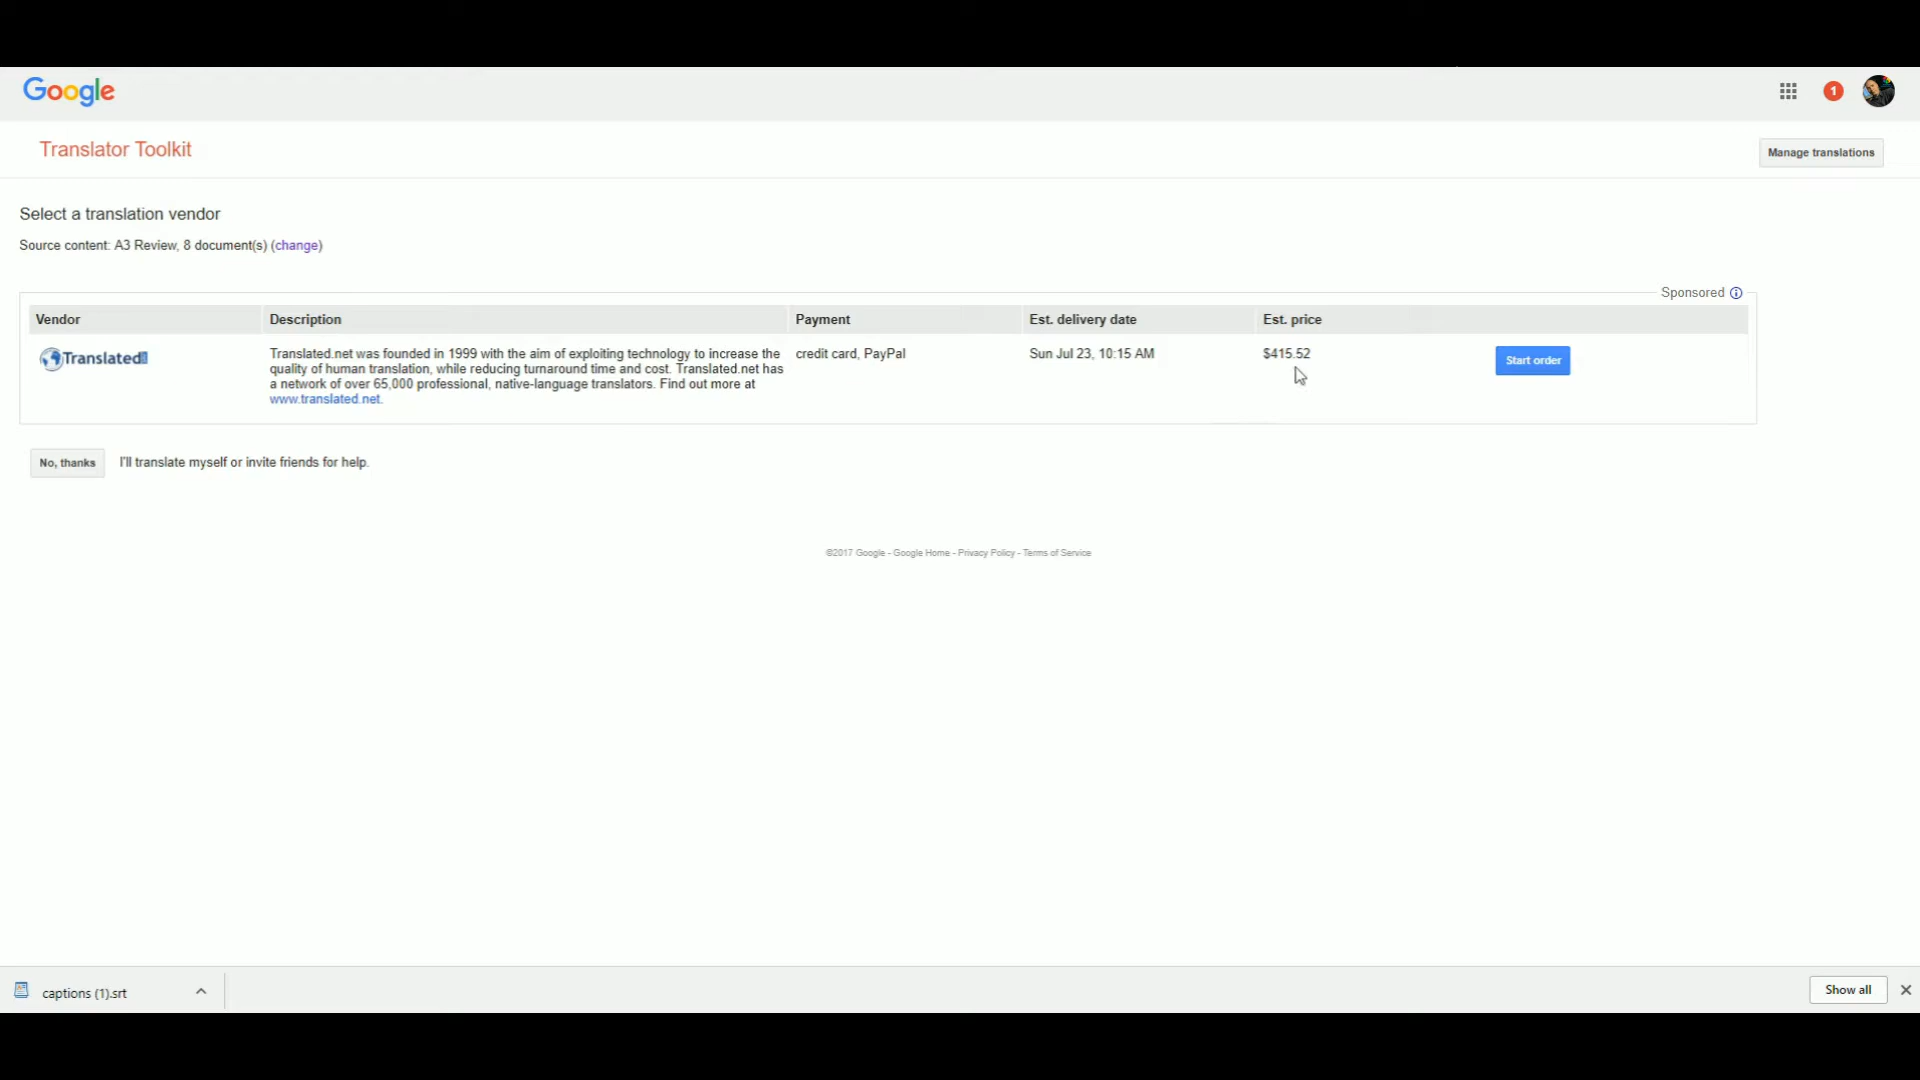 Google
1
Translator Toolkit
Manage translations
Select a translation vendor
Source content: A3 Review, 8 document(s) (change)
Sponsored
Vendor Description Payment Est. delivery date Est. price
Translated
Translated.net was founded in 1999 with the aim of exploiting technology to increase the
quality of human translation, while reducing turnaround time and cost. Translated.net has
a network of over 65,000 professional, native-language translators. Find out more at
www.translated.net.
credit card, PayPal
Sun Jul 23, 10:15 AM
$415.52
Start order
No, thanks I'll translate myself or invite friends for help.
©2017 Google - Google Home - Privacy Policy - Terms of Service
captions (1).srt
Show all